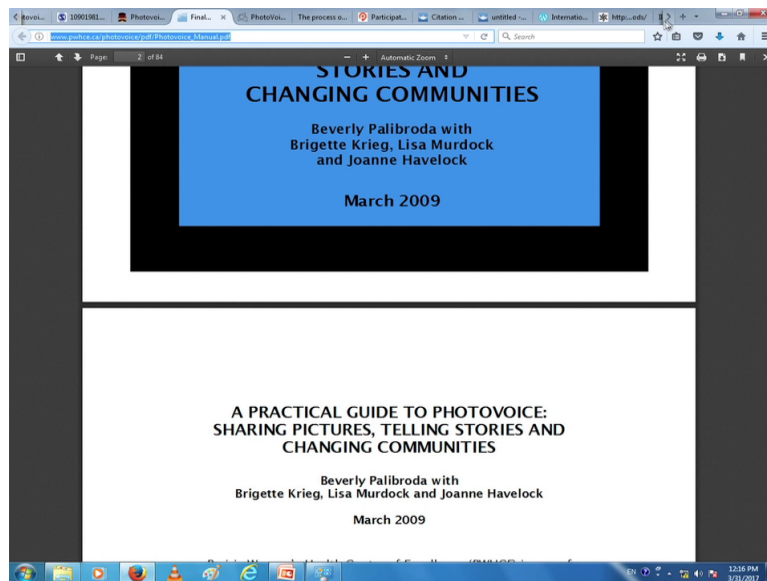 tovoi...
10901981...
Photovoi...
Final...
PhotoVoi...
The process o...
Participat...
Citation ...
untitled -...
Internatio...
http:...ods/
www.pwhce.ca/photovoice/pdf/Photovoice_Manual.pdf
Search
Page:
2
of 84
Automatic Zoom
STORIES AND
CHANGING COMMUNITIES
Beverly Palibroda with
Brigette Krieg, Lisa Murdock
and Joanne Havelock
March 2009
A PRACTICAL GUIDE TO PHOTOVOICE:
SHARING PICTURES, TELLING STORIES AND
CHANGING COMMUNITIES
Beverly Palibroda with
Brigette Krieg, Lisa Murdock and Joanne Havelock
March 2009
EN
12:16 PM
3/31/2017